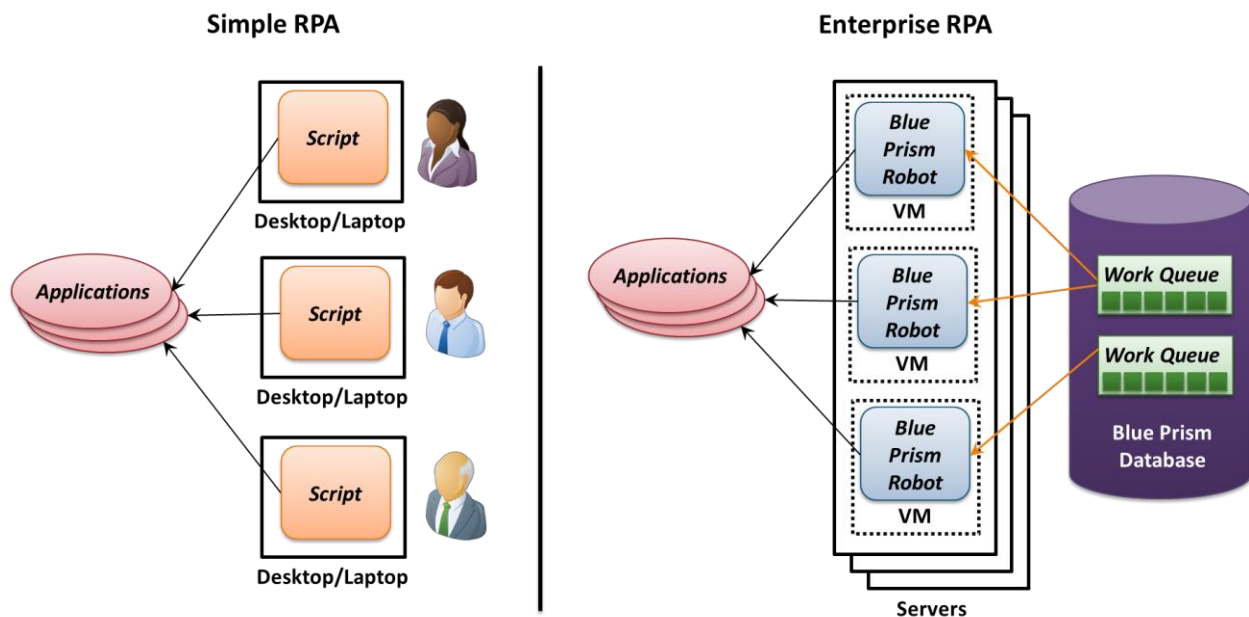 Simple RPA
Script
Desktop/Laptop
Applications
Script
Desktop/Laptop
Script
Desktop/Laptop
Enterprise RPA
Blue
Prism
Robot
VM
Applications
Blue
Prism
Robot
VM
Blue
Prism
Robot
VM
Servers
Work Queue
Work Queue
Blue Prism
Database